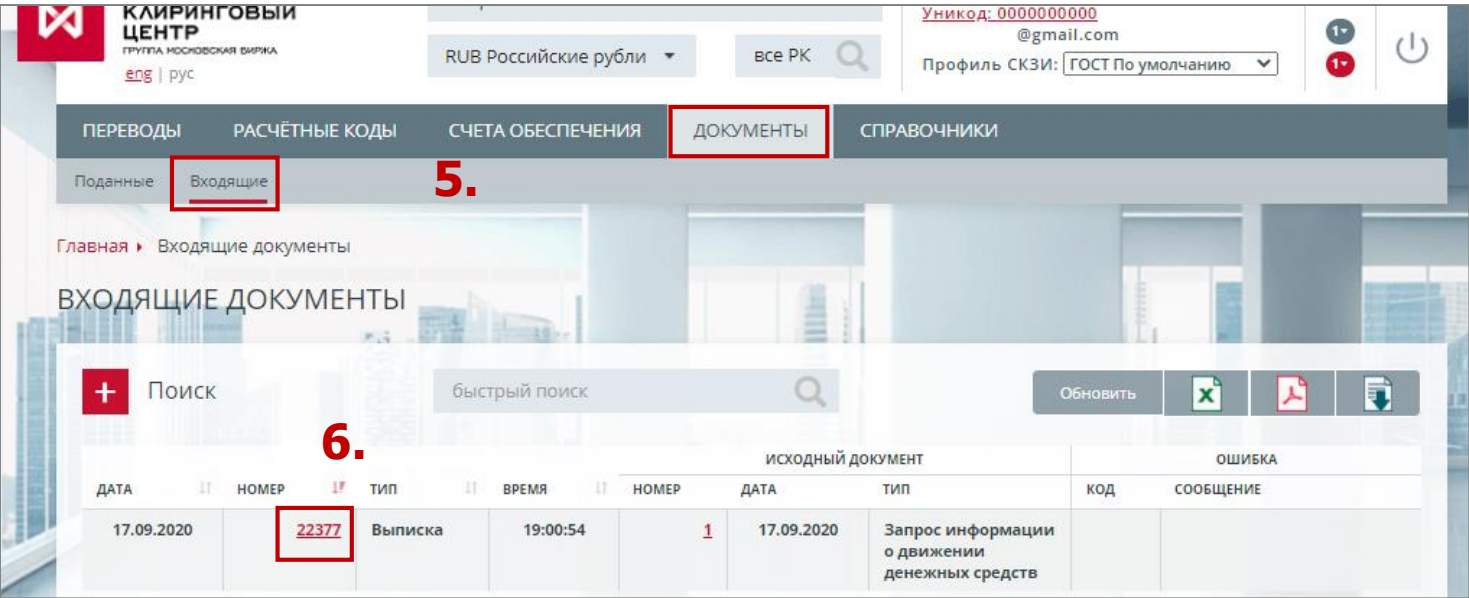 КЛИРИНГОВЫЙ
ЦЕНТР
ГРУППА МОСКОВСКАЯ БИРЖА
eng | рус
RUB Российские рубли
все РК
Уникод: 0000000000
@gmail.com
Профиль СКЗИ: ГОСТ По умолчанию
1
1
ПЕРЕВОДЫ РАСЧЁТНЫЕ КОДЫ СЧЕТА ОБЕСПЕЧЕНИЯ ДОКУМЕНТЫ СПРАВОЧНИКИ
Поданные Входящие
5.
Главная Входящие документы
ВХОДЯЩИЕ ДОКУМЕНТЫ
+ Поиск
быстрый поиск
Обновить
6.
ИСХОДНЫЙ ДОКУМЕНТ ОШИБКА
ДАТА НОМЕР ТИП ВРЕМЯ НОМЕР ДАТА ТИП КОД СООБЩЕНИЕ
17.09.2020 22377 Выписка 19:00:54 1 17.09.2020 Запрос информации
о движении
денежных средств